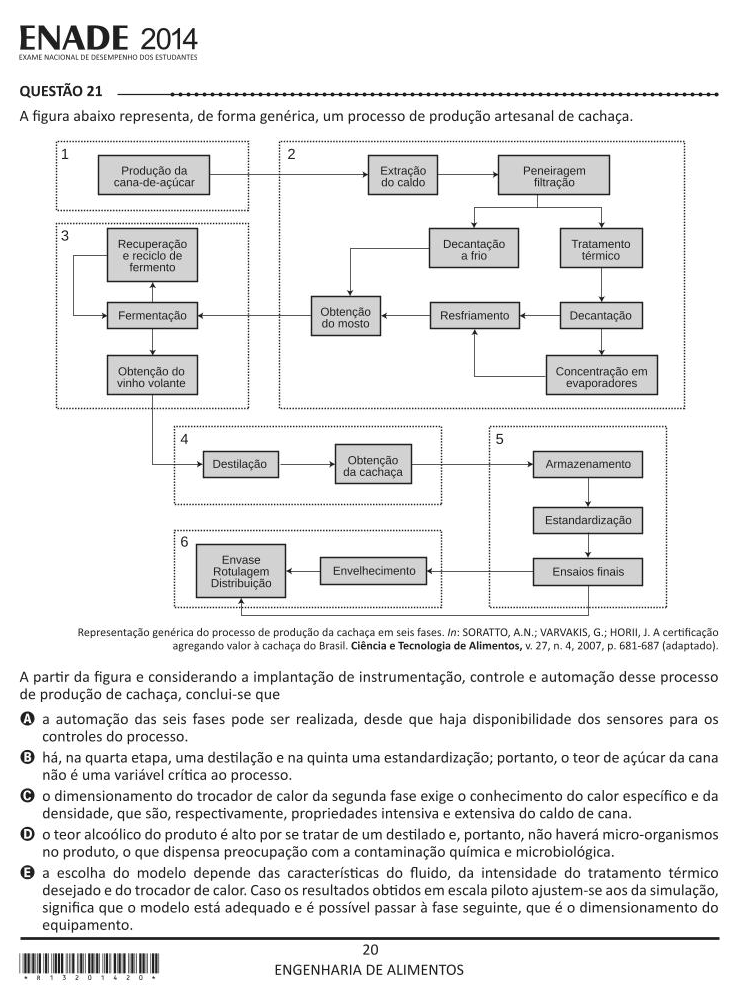 ENADE 2014
EXAME NACIONAL DE DESEMPENHO DOS ESTUDANTES
QUESTÃO 21
A figura abaixo representa, de forma genérica, um processo de produção artesanal de cachaça.
1
Produção da
cana-de-açúcar
2
Extração
do caldo
Peneiragem
filtração
Decantação
a frio
Tratamento
térmico
Obtenção
do mosto
Resfriamento
Decantação
Concentração em
evaporadores
3
Recuperação
e reciclo de
fermento
Fermentação
Obtenção do
vinho volante
4
Destilação
Obtenção
da cachaça
5
Armazenamento
Estandardização
Ensaios finais
6
Envase
Rotulagem
Distribuição
Envelhecimento
Representação genérica do processo de produção da cachaça em seis fases. In: SORATTO, A.N.; VARVAKIS, G.; HORII, J. A certificação
agregando valor à cachaça do Brasil. Ciência e Tecnologia de Alimentos, v. 27, n. 4, 2007, p. 681-687 (adaptado).
A partir da figura e considerando a implantação de instrumentação, controle e automação desse processo
de produção de cachaça, conclui-se que
A a automação das seis fases pode ser realizada, desde que haja disponibilidade dos sensores para os
controles do processo.
B há, na quarta etapa, uma destilação e na quinta uma estandardização; portanto, o teor de açúcar da cana
não é uma variável crítica ao processo.
C o dimensionamento do trocador de calor da segunda fase exige o conhecimento do calor específico e da
densidade, que são, respectivamente, propriedades intensiva e extensiva do caldo de cana.
D o teor alcoólico do produto é alto por se tratar de um destilado e, portanto, não haverá micro-organismos
no produto, o que dispensa preocupação com a contaminação química e microbiológica.
E a escolha do modelo depende das características do fluido, da intensidade do tratamento térmico
desejado e do trocador de calor. Caso os resultados obtidos em escala piloto ajustem-se aos da simulação,
significa que o modelo está adequado e é possível passar à fase seguinte, que é o dimensionamento do
equipamento.
20
ENGENHARIA DE ALIMENTOS
* 8 1 3 2 0 1 4 2 0 *